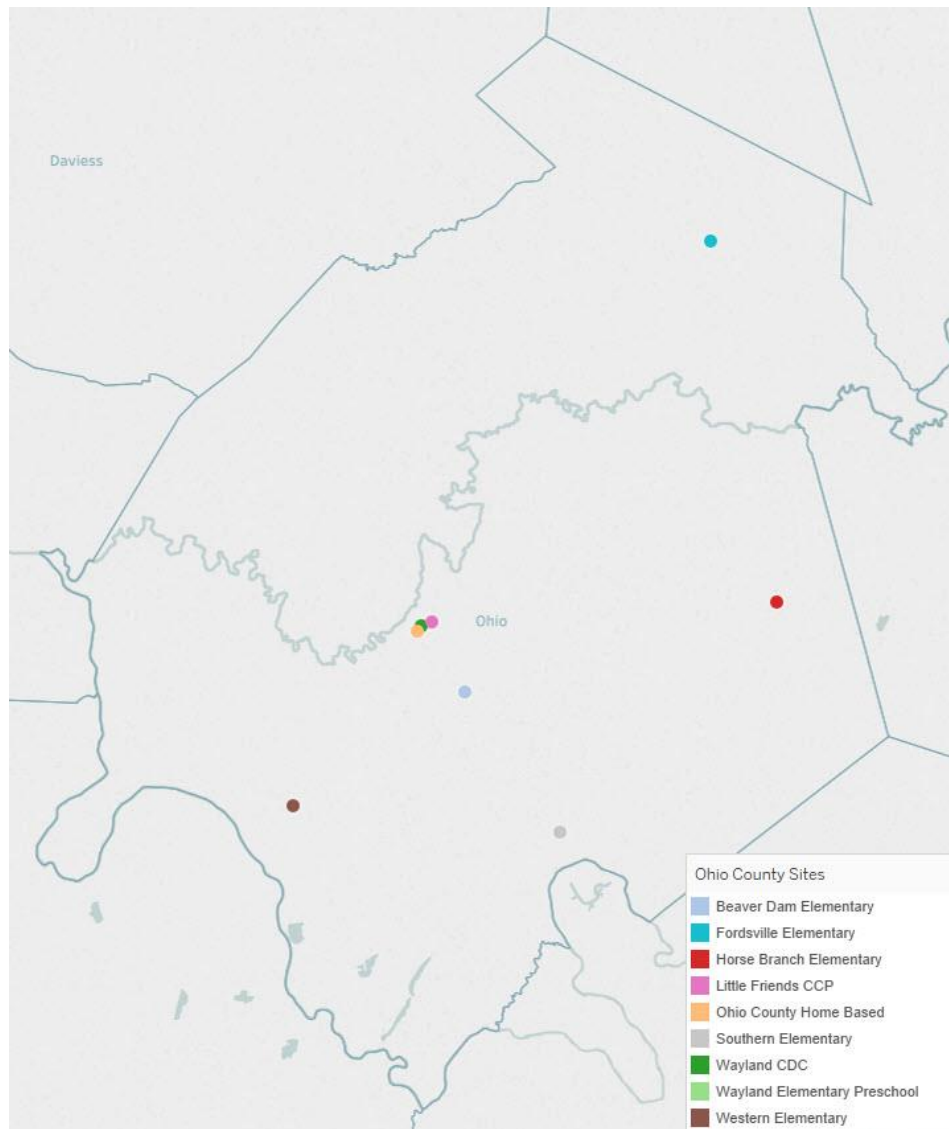 Daviess
Ohio
Ohio County Sites
Beaver Dam Elementary
Fordsville Elementary
Horse Branch Elementary
Little Friends CCP
Ohio County Home Based
Southern Elementary
Wayland CDC
Wayland Elementary Preschool
Western Elementary